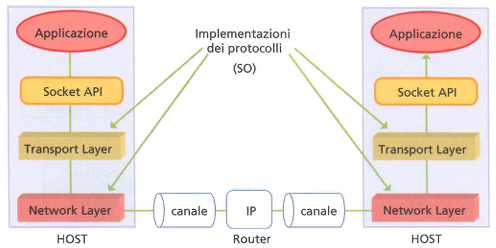 Applicazione
Implementazioni
dei protocolli
(SO)
Applicazione
Socket API
Socket API
Transport Layer
Transport Layer
Network Layer
canale
IP
canale
Network Layer
HOST
Router
HOST